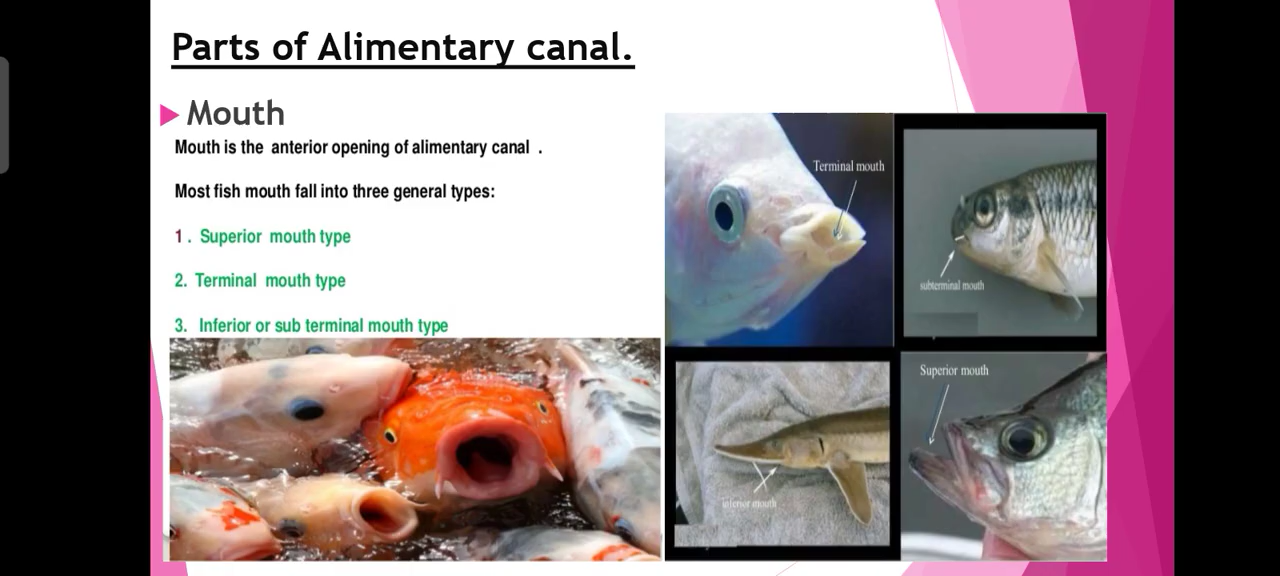 Parts of Alimentary canal.
Mouth
Mouth is the anterior opening of alimentary canal .
Most fish mouth fall into three general types:
1 . Superior mouth type
2. Terminal mouth type
3. Inferior or sub terminal mouth type
Terminal mouth
subterminal mouth
inferior mouth
Superior mouth